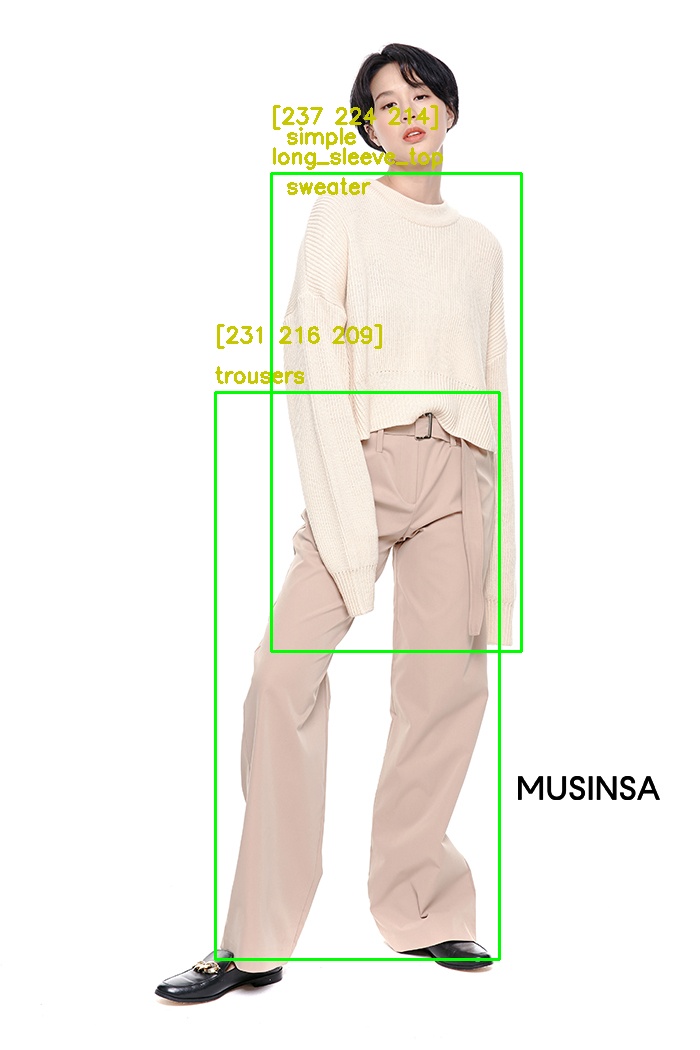 [237 224 214]
simple
long_sleeve_top
sweater
[231 216 209]
trousers
MUSINSA